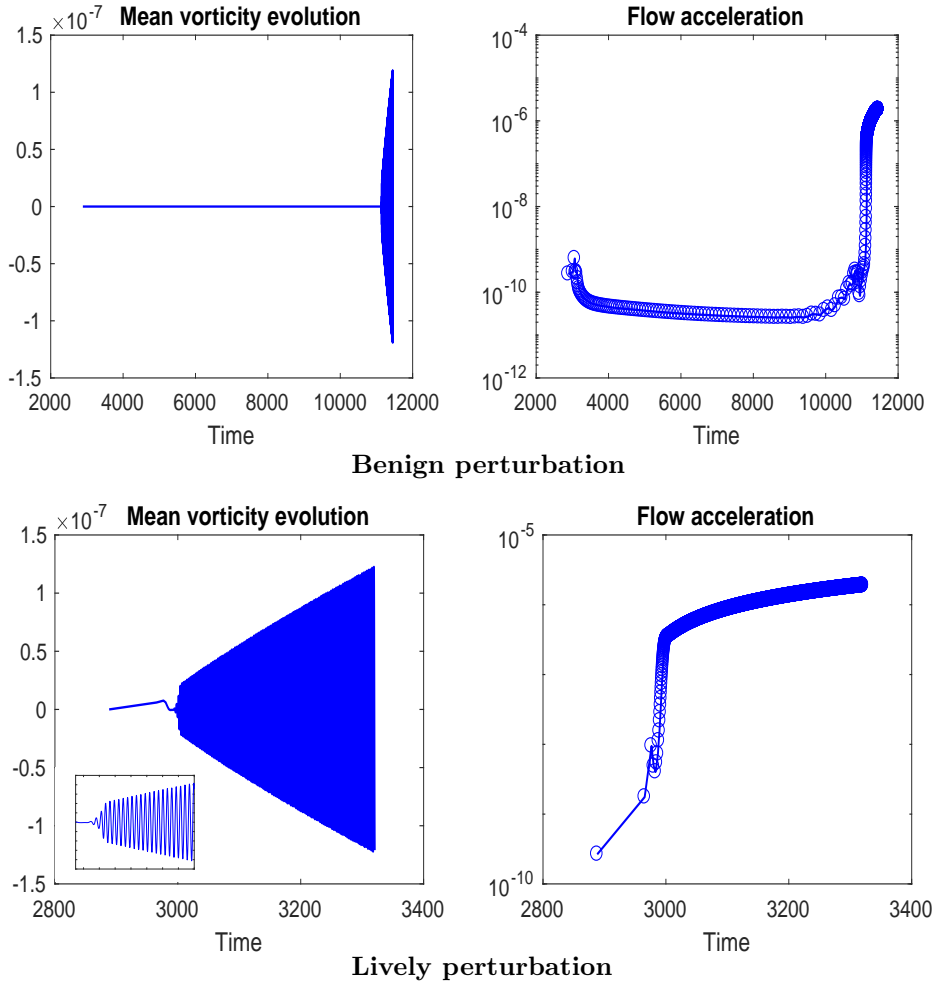 Mean vorticity evolution
×10^-7
1.5
1
0.5
0
-0.5
-1
-1.5
2000 4000 6000 8000 10000 12000
Time
Flow acceleration
10^-4
10^-6
10^-8
10^-10
10^-12
2000 4000 6000 8000 10000 12000
Time
Benign perturbation
Mean vorticity evolution
×10^-7
1.5
1
0.5
0
-0.5
-1
-1.5
2800 3000 3200 3400
Time
Flow acceleration
10^-5
10^-10
2800 3000 3200 3400
Time
Lively perturbation